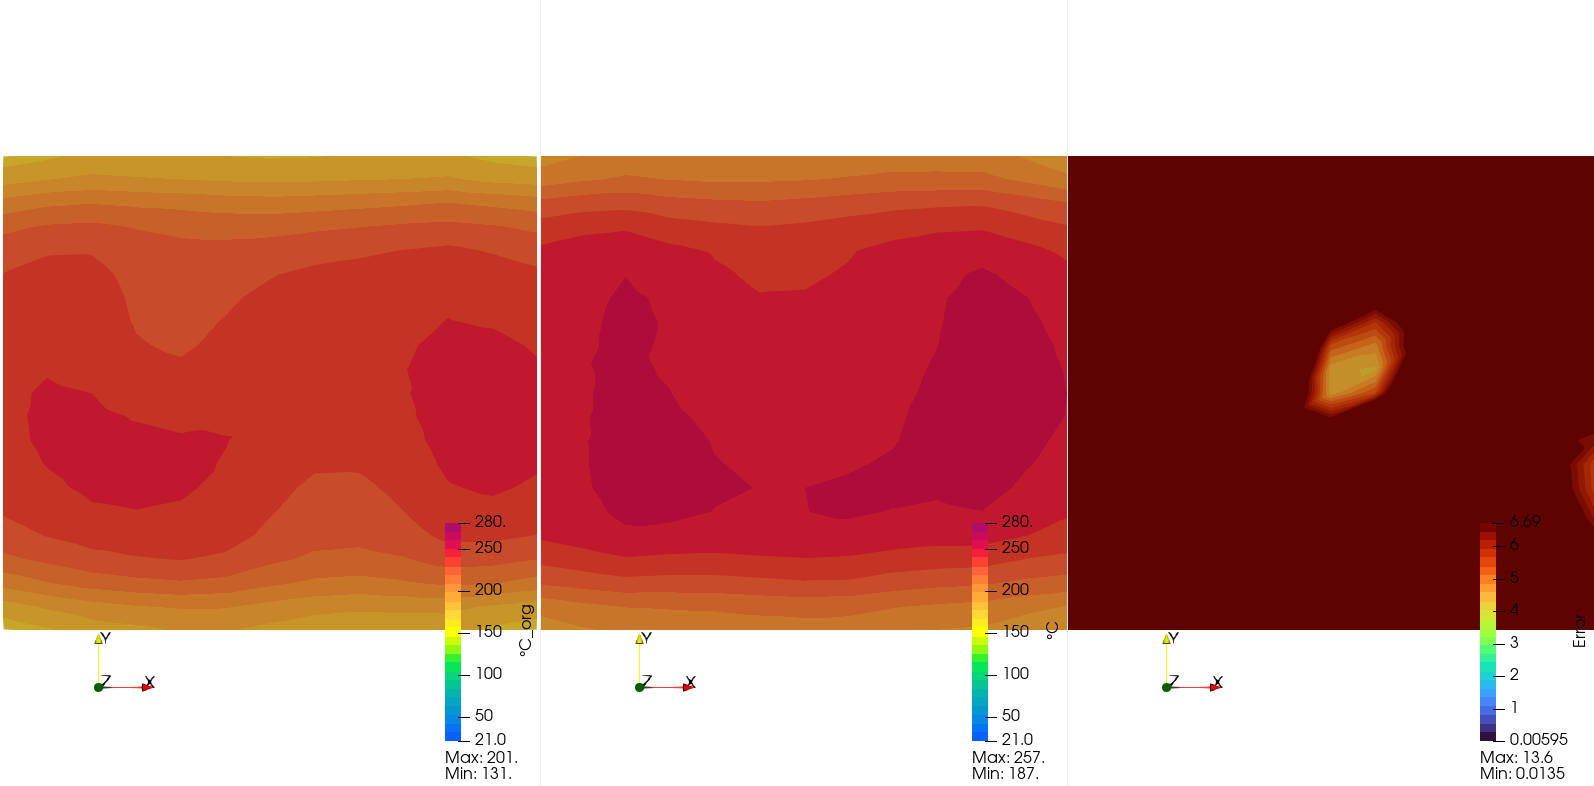 280.
250
200
150
100
50
21.0
°C_org
Max: 201.
Min: 131.
Y
Z
X
280.
250
200
150
100
50
21.0
°C
Max: 257.
Min: 187.
Y
Z
X
6.69
6
5
4
3
2
1
0.00595
Error
Max: 13.6
Min: 0.0135
Y
Z
X